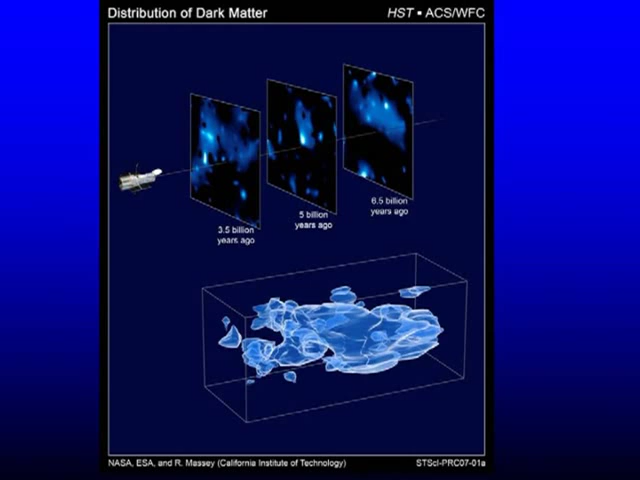 Distribution of Dark Matter
HST ▪ ACS/WFC
3.5 billion
years ago
5 billion
years ago
6.5 billion
years ago
NASA, ESA, and R. Massey (California Institute of Technology)
STScI-PRC07-01a